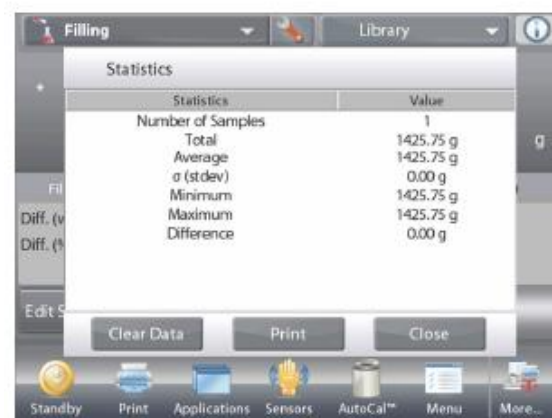 Filling Library
Statistics
Statistics Value
Number of Samples 1
Total 1425.75 g
Average 1425.75 g
σ (stdev) 0.00 g
Minimum 1425.75 g
Maximum 1425.75 g
Difference 0.00 g
g
Fil
Diff. (w
Diff. (%
Edit S
Clear Data Print Close
Standby Print Applications Sensors AutoCal™ Menu More...